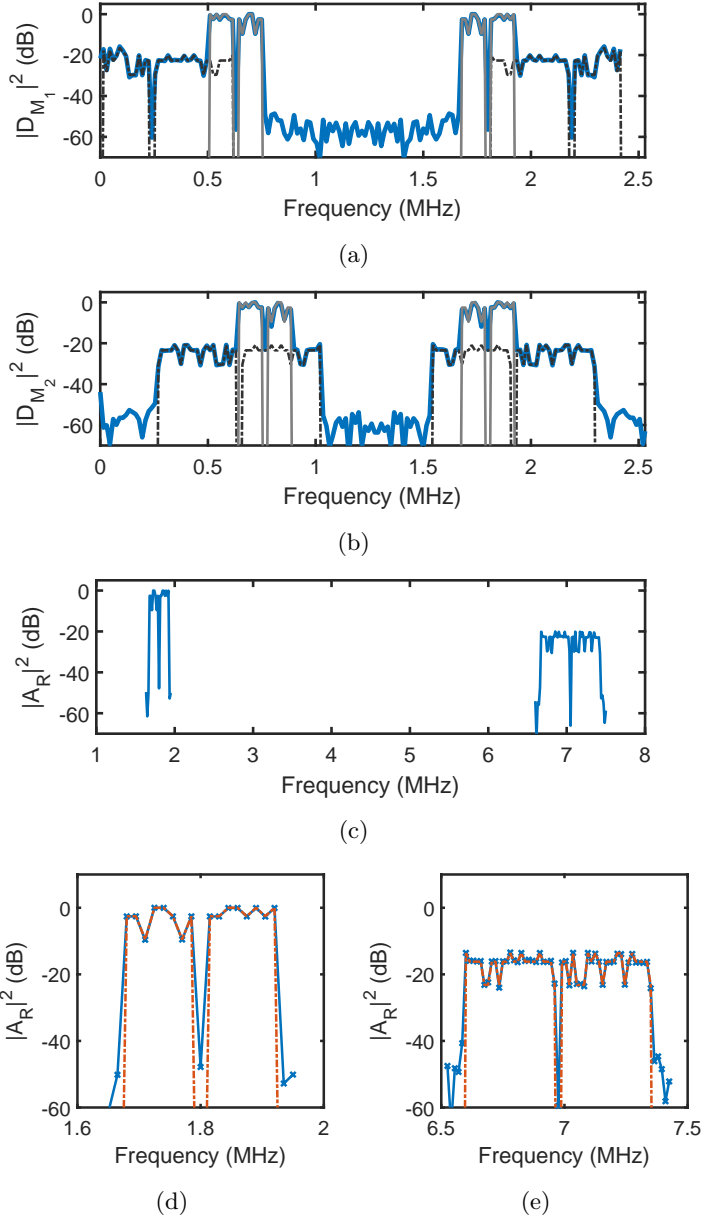 0
-20
-40
-60
|D_{M_1}|^2 (dB)
0 0.5 1 1.5 2 2.5
Frequency (MHz)
(a)
0
-20
-40
-60
|D_{M_2}|^2 (dB)
0 0.5 1 1.5 2 2.5
Frequency (MHz)
(b)
0
-20
-40
-60
|A_R|^2 (dB)
1 2 3 4 5 6 7 8
Frequency (MHz)
(c)
0
-20
-40
-60
|A_R|^2 (dB)
1.6 1.8 2
Frequency (MHz)
(d)
0
-20
-40
-60
|A_R|^2 (dB)
6.5 7 7.5
Frequency (MHz)
(e)